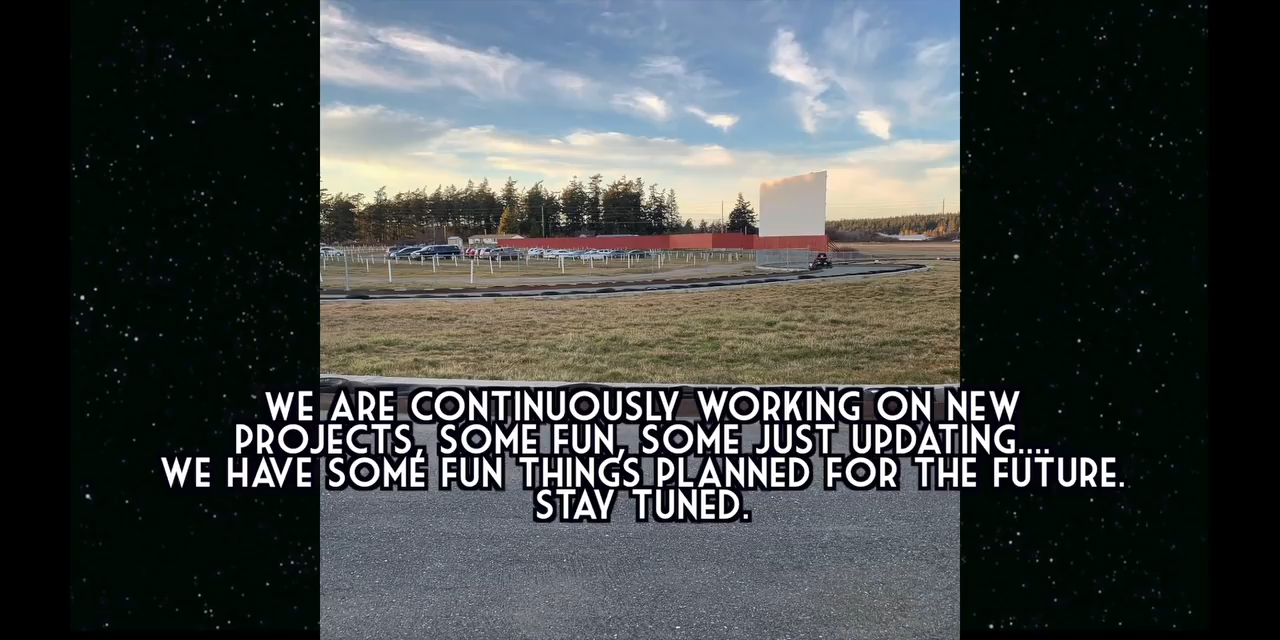 WE ARE CONTINUOUSLY WORKING ON NEW
PROJECTS, SOME FUN, SOME JUST UPDATING....
WE HAVE SOME FUN THINGS PLANNED FOR THE FUTURE.
STAY TUNED.